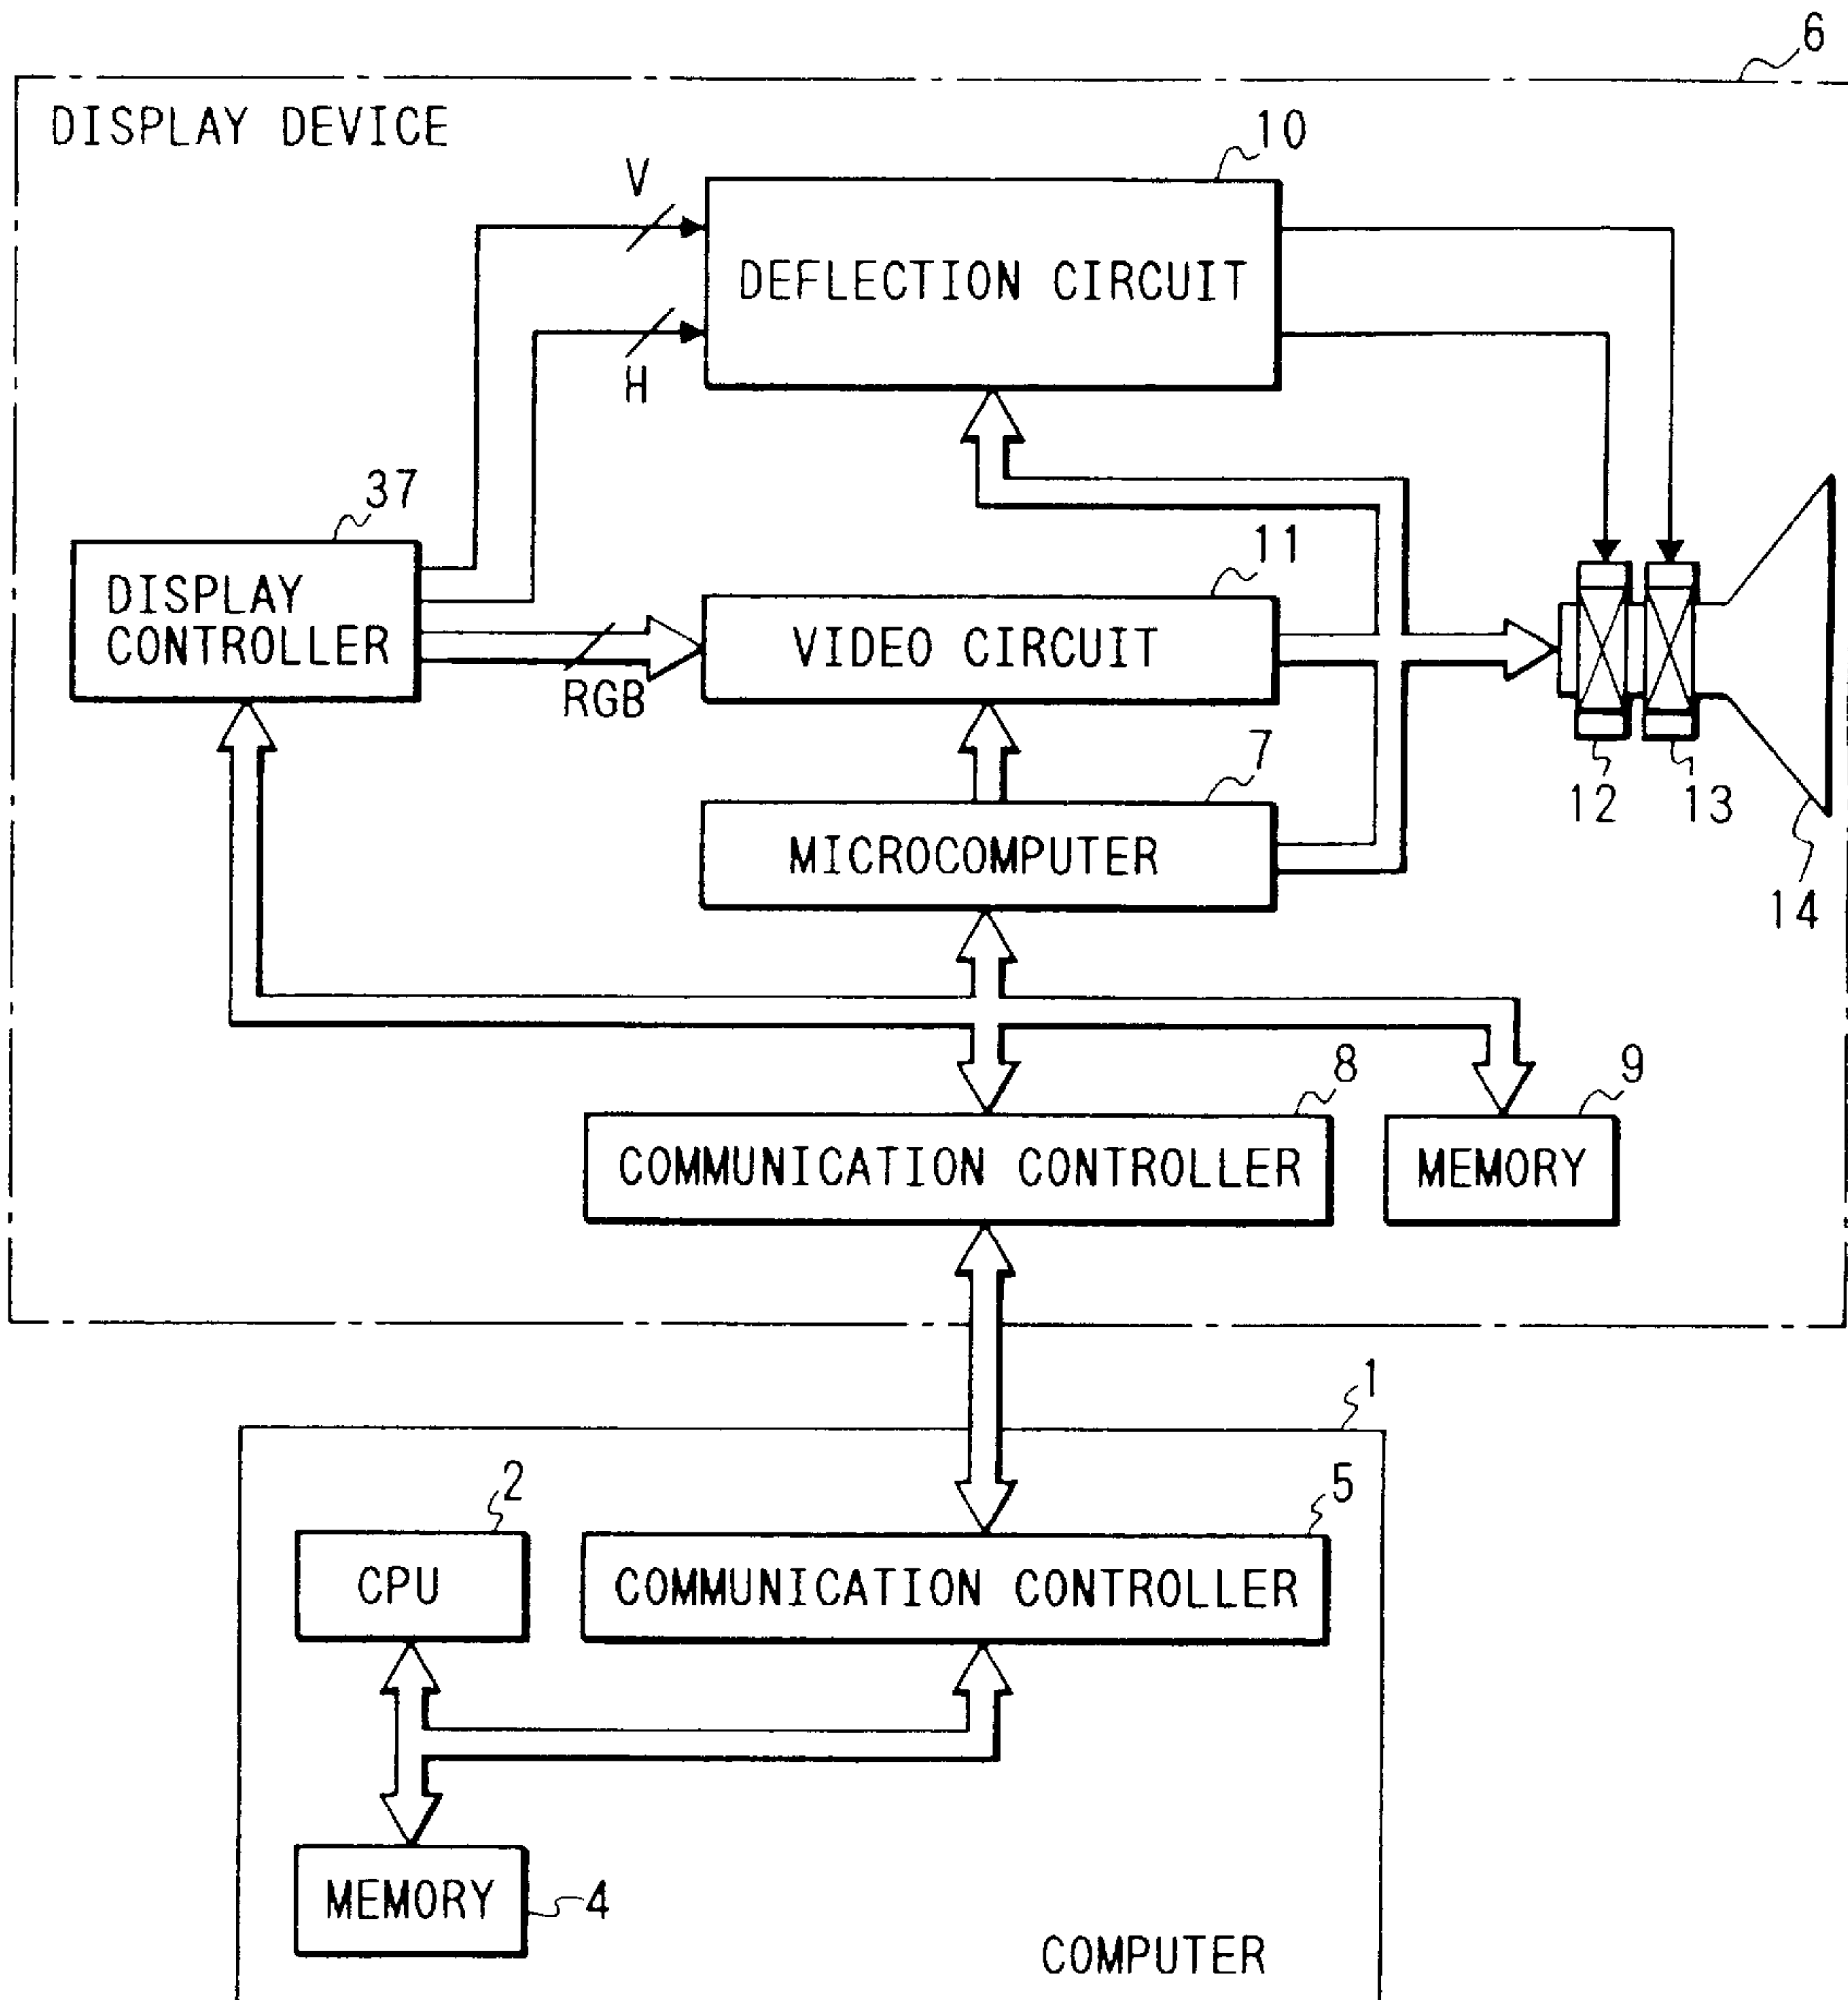 6
DISPLAY DEVICE
10
V
DEFLECTION CIRCUIT
H
37
11
DISPLAY
CONTROLLER
VIDEO CIRCUIT
RGB
7
12
13
MICROCOMPUTER
14
8
9
COMMUNICATION CONTROLLER
MEMORY
1
2
5
CPU
COMMUNICATION CONTROLLER
MEMORY
4
COMPUTER